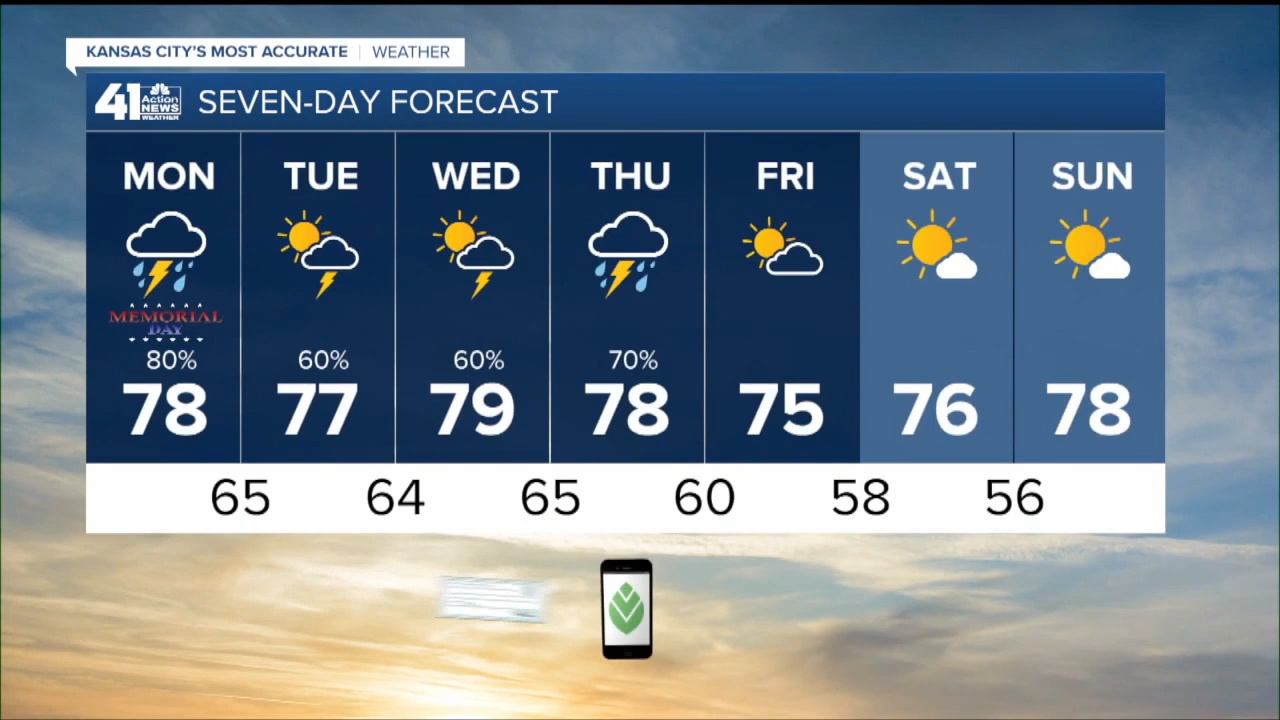 KANSAS CITY'S MOST ACCURATE | WEATHER
41 Action NEWS WEATHER SEVEN-DAY FORECAST
MON TUE WED THU FRI SAT SUN
MEMORIAL
DAY
80% 60% 60% 70%
78 77 79 78 75 76 78
65 64 65 60 58 56